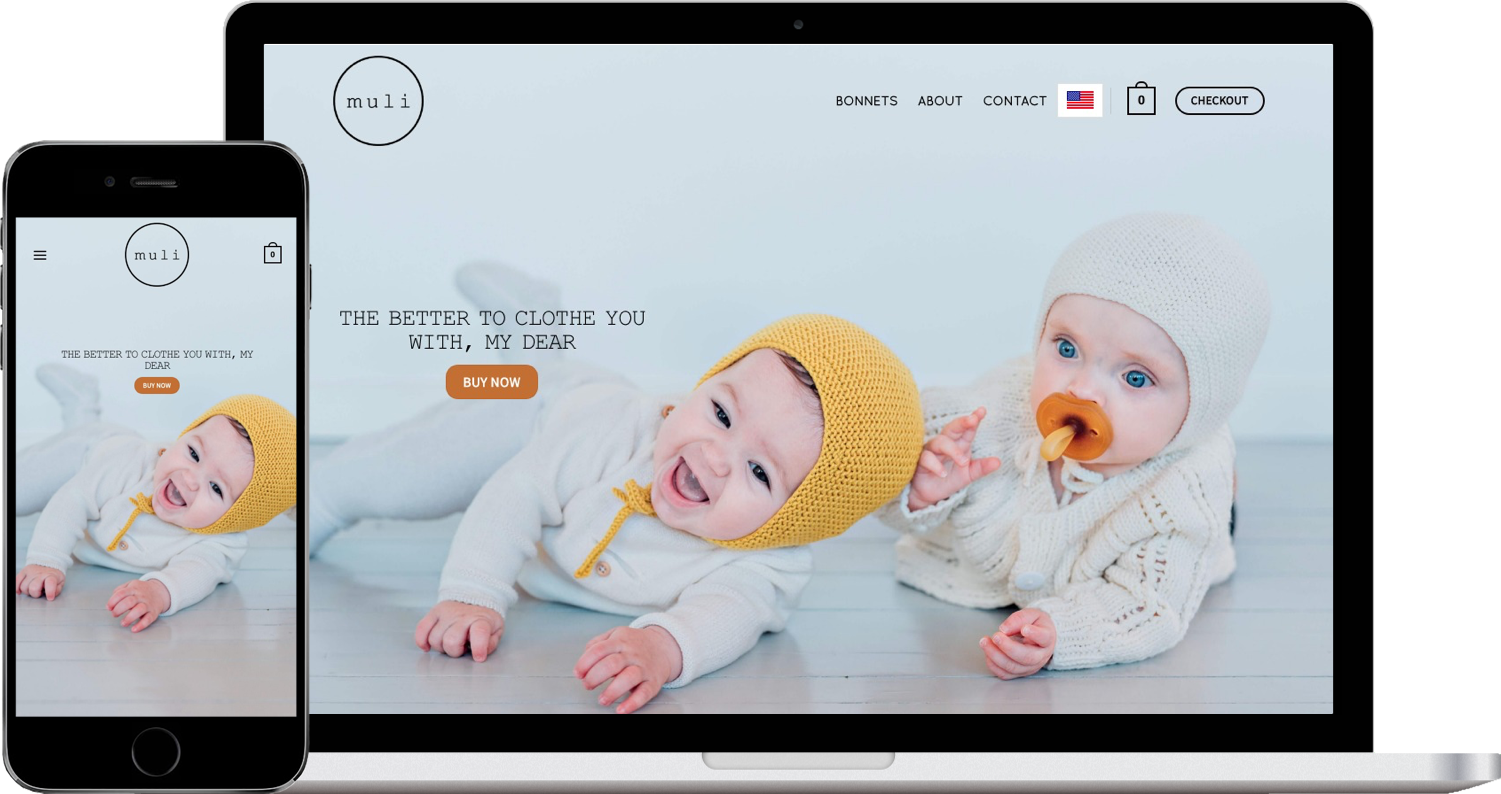 muli
BONNETS ABOUT CONTACT 0 CHECKOUT
THE BETTER TO CLOTHE YOU
WITH, MY DEAR
BUY NOW
muli
0
THE BETTER TO CLOTHE YOU WITH, MY
DEAR
BUY NOW